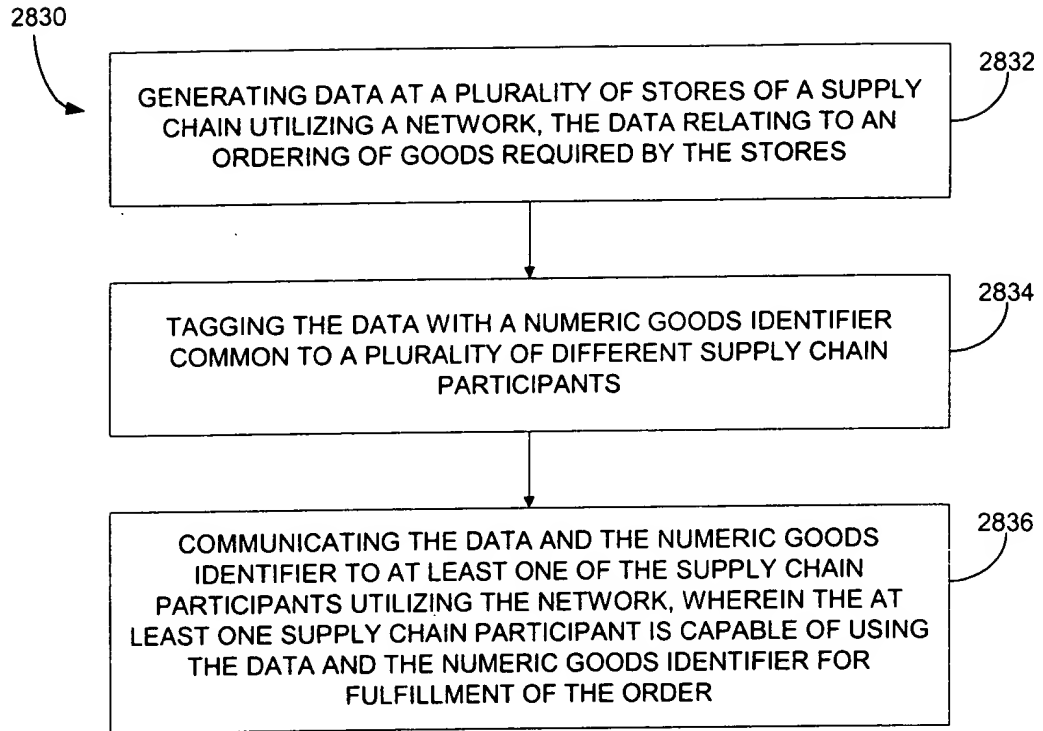 2830
2832
GENERATING DATA AT A PLURALITY OF STORES OF A SUPPLY
CHAIN UTILIZING A NETWORK, THE DATA RELATING TO AN
ORDERING OF GOODS REQUIRED BY THE STORES
2834
TAGGING THE DATA WITH A NUMERIC GOODS IDENTIFIER
COMMON TO A PLURALITY OF DIFFERENT SUPPLY CHAIN
PARTICIPANTS
2836
COMMUNICATING THE DATA AND THE NUMERIC GOODS
IDENTIFIER TO AT LEAST ONE OF THE SUPPLY CHAIN
PARTICIPANTS UTILIZING THE NETWORK, WHEREIN THE AT
LEAST ONE SUPPLY CHAIN PARTICIPANT IS CAPABLE OF USING
THE DATA AND THE NUMERIC GOODS IDENTIFIER FOR
FULFILLMENT OF THE ORDER